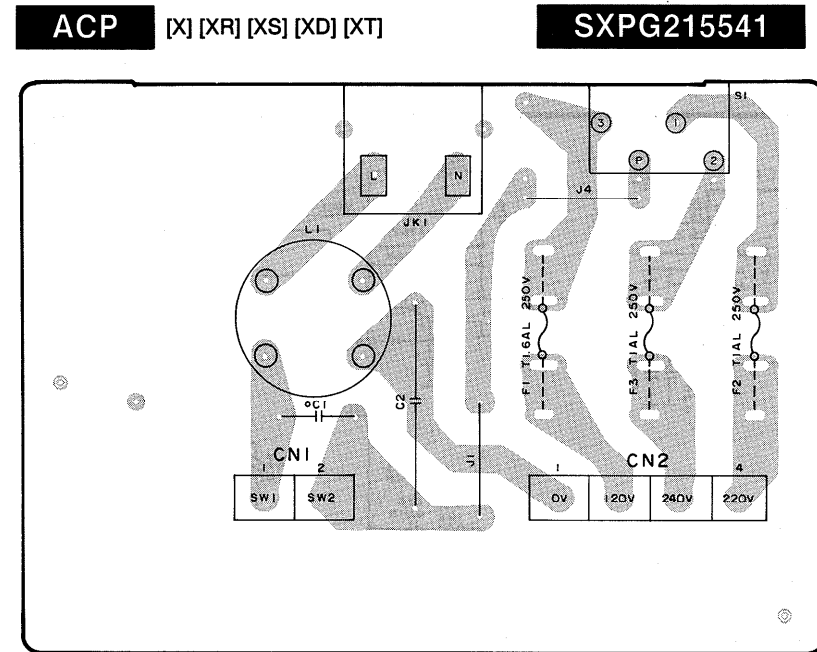 ACP [X] [XR] [XS] [XD] [XT] SXPG215541
S1
3 1
P 2
L N
J4
L1 JK1
F1 T1.6AL 250V
F3 T1AL 250V
F2 T1AL 250V
C1
C2
J1
CN1
1 2
SW1 SW2
CN2
1 4
0V 120V 240V 220V